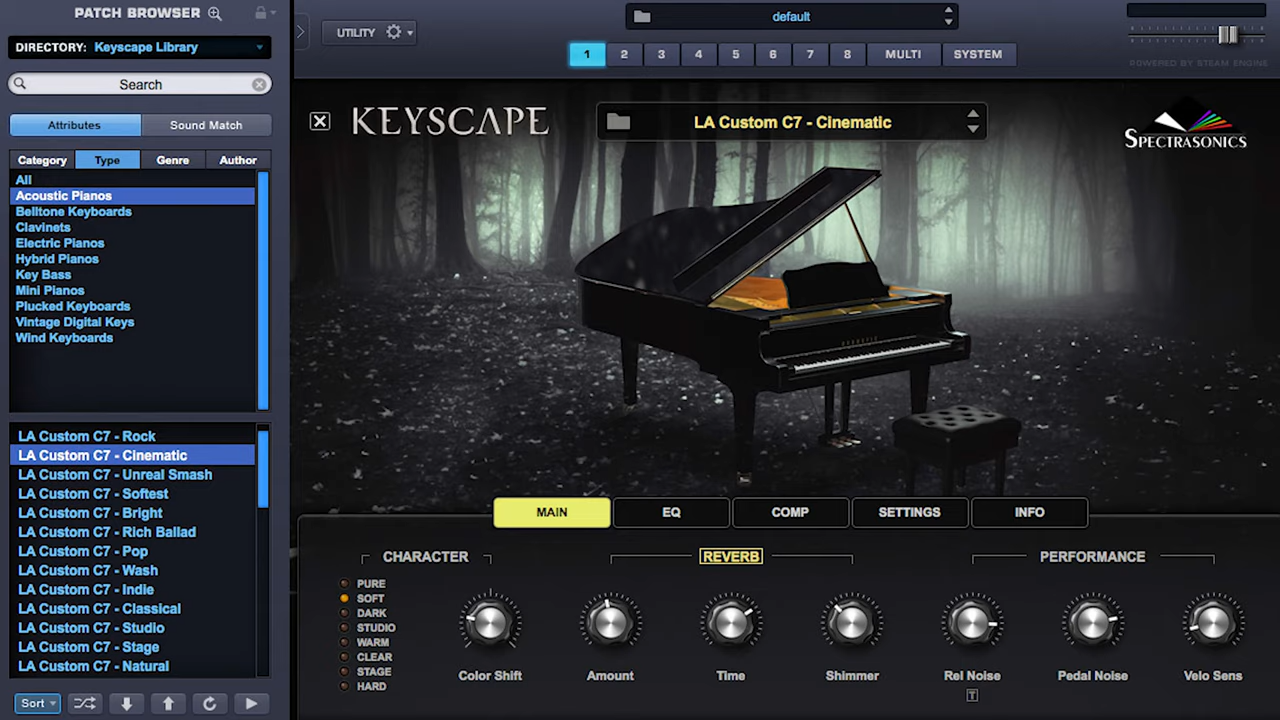 PATCH BROWSER
DIRECTORY: Keyscape Library
Search
Attributes
Sound Match
Category
Type
Genre
Author
All
Acoustic Pianos
Belltone Keyboards
Clavinets
Electric Pianos
Hybrid Pianos
Key Bass
Mini Pianos
Plucked Keyboards
Vintage Digital Keys
Wind Keyboards
LA Custom C7 - Rock
LA Custom C7 - Cinematic
LA Custom C7 - Unreal Smash
LA Custom C7 - Softest
LA Custom C7 - Bright
LA Custom C7 - Rich Ballad
LA Custom C7 - Pop
LA Custom C7 - Wash
LA Custom C7 - Indie
LA Custom C7 - Classical
LA Custom C7 - Studio
LA Custom C7 - Stage
LA Custom C7 - Natural
Sort
UTILITY
default
1 2 3 4 5 6 7 8 MULTI SYSTEM
POWERED BY STEAM ENGINE
KEYSCAPE
LA Custom C7 - Cinematic
SPECTRASONICS
MAIN
EQ
COMP
SETTINGS
INFO
CHARACTER
REVERB
PERFORMANCE
PURE
SOFT
DARK
STUDIO
WARM
CLEAR
STAGE
HARD
Color Shift
Amount
Time
Shimmer
Rel Noise
Pedal Noise
Velo Sens
T